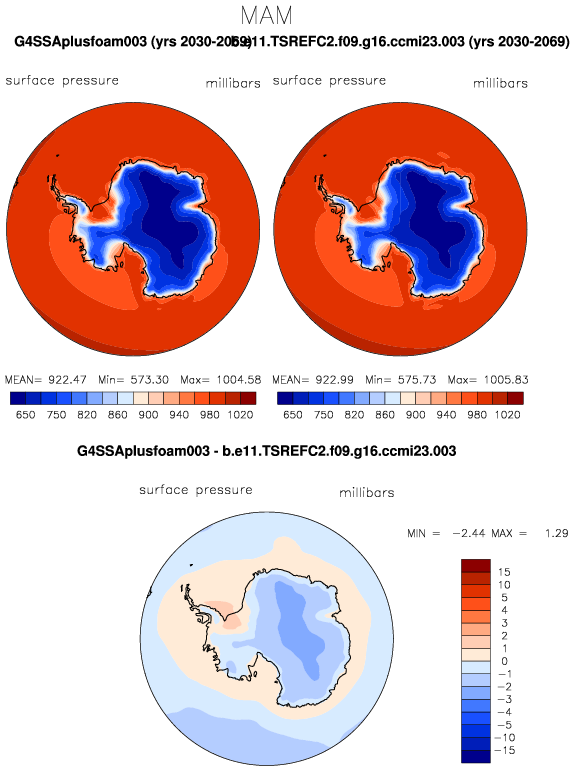 MAM
G4SSAplusfoam003 (yrs 2030-2069) b.e11.TSREFC2.f09.g16.ccmi23.003 (yrs 2030-2069)
surface pressure millibars surface pressure millibars
MEAN= 922.47 Min= 573.30 Max= 1004.58 MEAN= 922.99 Min= 575.73 Max= 1005.83
650 750 820 860 900 940 980 1020 650 750 820 860 900 940 980 1020
G4SSAplusfoam003 - b.e11.TSREFC2.f09.g16.ccmi23.003
surface pressure millibars
MIN = -2.44 MAX = 1.29
15
10
5
4
3
2
1
0
-1
-2
-3
-4
-5
-10
-15